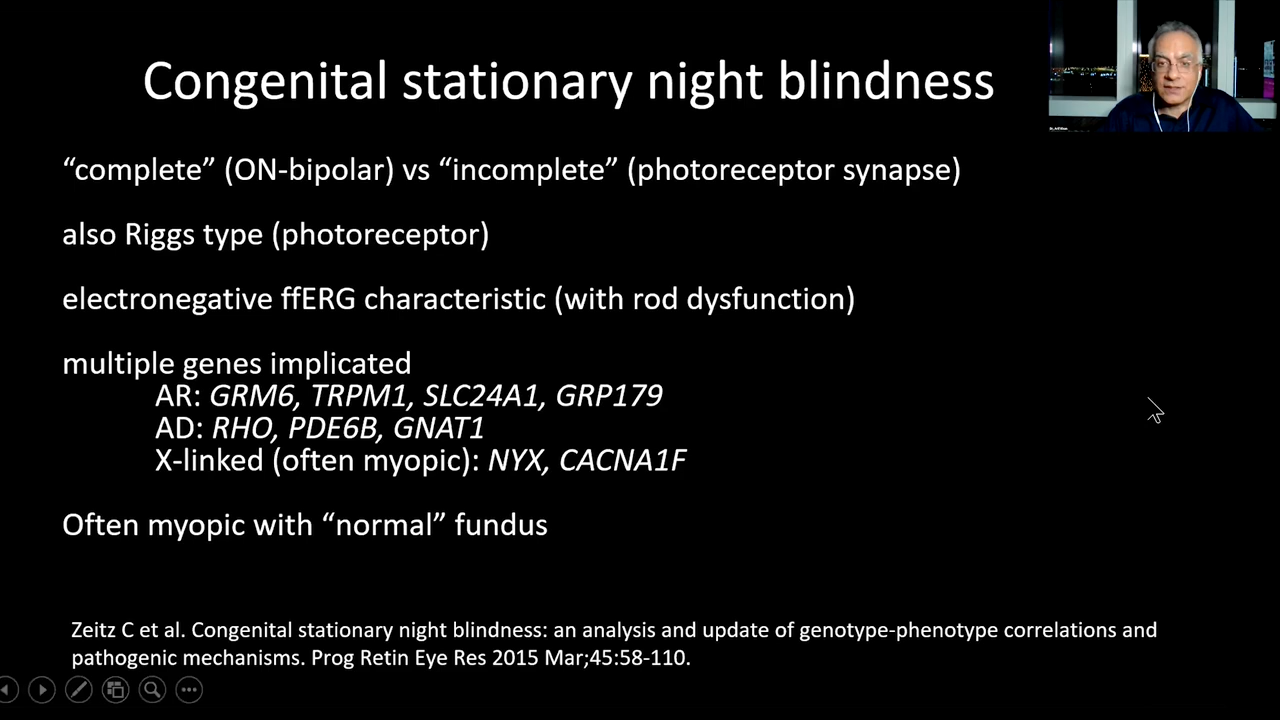 Congenital stationary night blindness
“complete” (ON-bipolar) vs “incomplete” (photoreceptor synapse)
also Riggs type (photoreceptor)
electronegative ffERG characteristic (with rod dysfunction)
multiple genes implicated
AR: GRM6, TRPM1, SLC24A1, GRP179
AD: RHO, PDE6B, GNAT1
X-linked (often myopic): NYX, CACNA1F
Often myopic with “normal” fundus
Zeitz C et al. Congenital stationary night blindness: an analysis and update of genotype-phenotype correlations and
pathogenic mechanisms. Prog Retin Eye Res 2015 Mar;45:58-110.